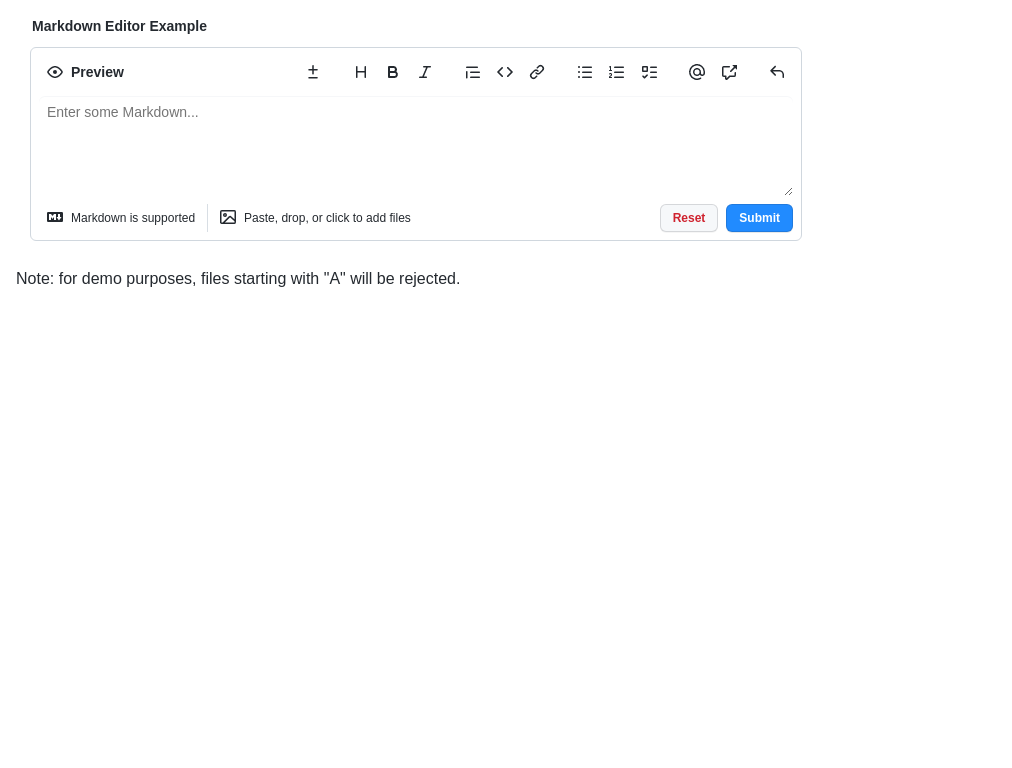 Markdown Editor Example
Preview
Enter some Markdown...
Markdown is supported
Paste, drop, or click to add files
Reset
Submit
Note: for demo purposes, files starting with "A" will be rejected.